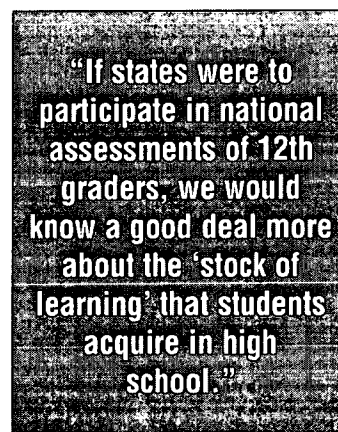 “If states were to
participate in national
assessments of 12th
graders, we would
know a good deal more
about the ‘stock of
learning’ that students
acquire in high
school.”